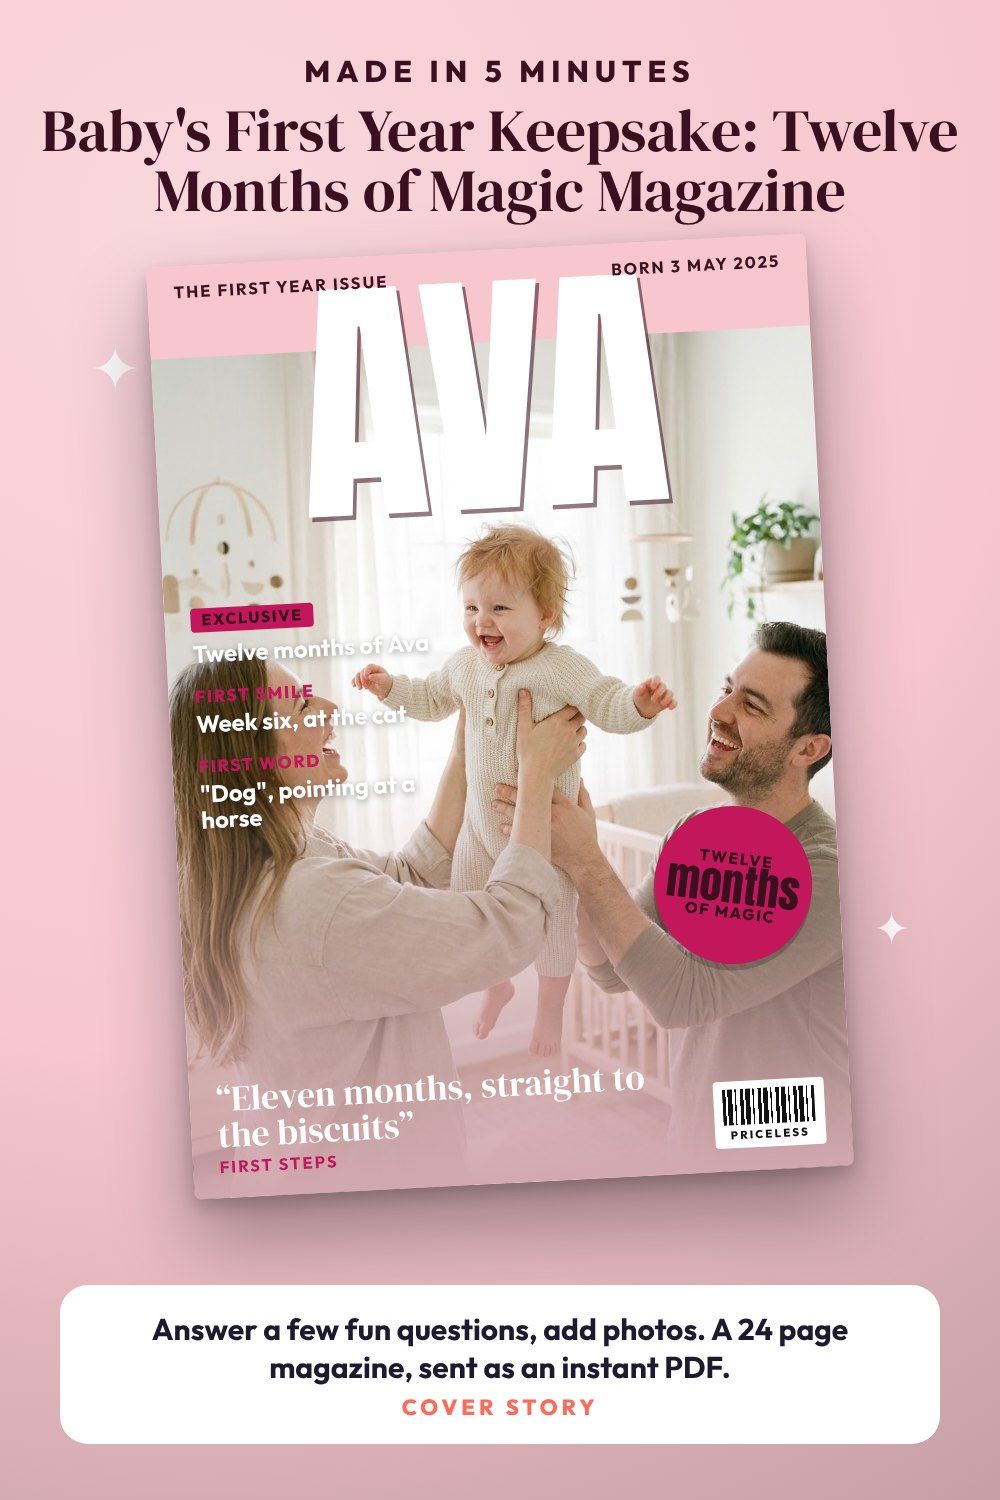 MADE IN 5 MINUTES
Baby's First Year Keepsake: Twelve
Months of Magic Magazine
THE FIRST YEAR ISSUE
BORN 3 MAY 2025
AVA
EXCLUSIVE
Twelve months of Ava
FIRST SMILE
Week six, at the cat
FIRST WORD
"Dog", pointing at a
horse
TWELVE
months
OF MAGIC
“Eleven months, straight to
the biscuits”
FIRST STEPS
PRICELESS
Answer a few fun questions, add photos. A 24 page
magazine, sent as an instant PDF.
COVER STORY